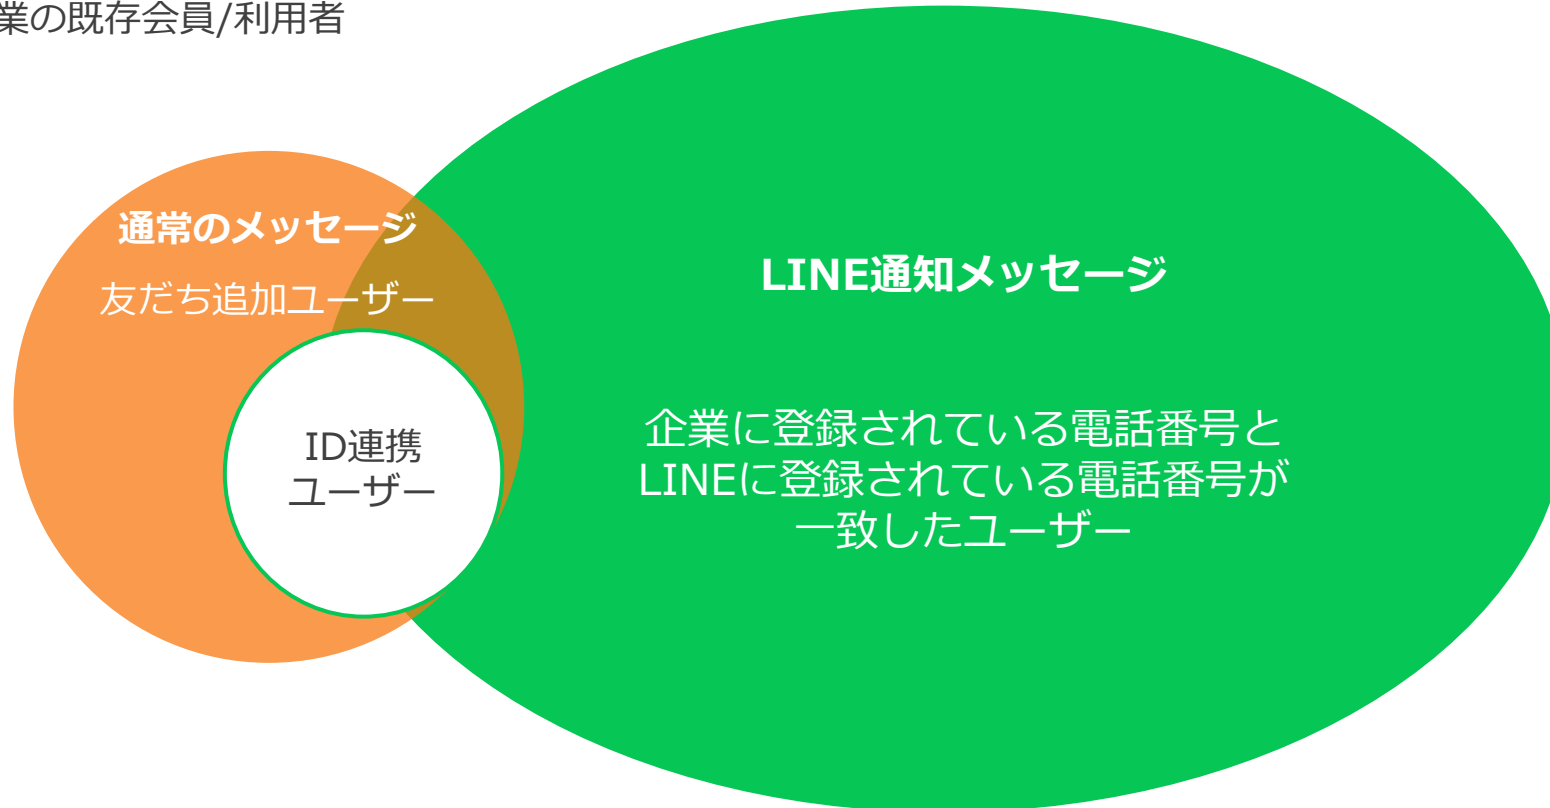 業の既存会員/利用者
通常のメッセージ
友だち追加ユーザー
ID連携
ユーザー
LINE通知メッセージ
企業に登録されている電話番号と
LINEに登録されている電話番号が
一致したユーザー